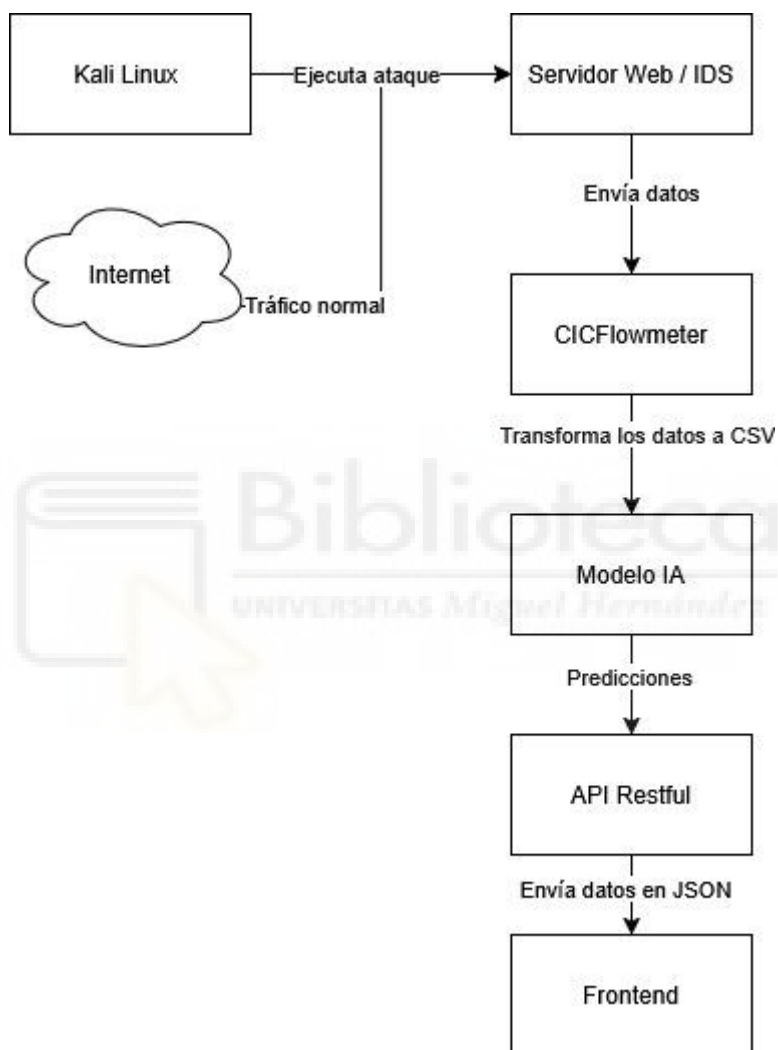 Kali Linux
Ejecuta ataque
Servidor Web / IDS
Envía datos
Internet
Tráfico normal
CICFlowmeter
Transforma los datos a CSV
Biblioteca
UNIVERSITAS Miguel Hernández
Modelo IA
Predicciones
API Restful
Envía datos en JSON
Frontend